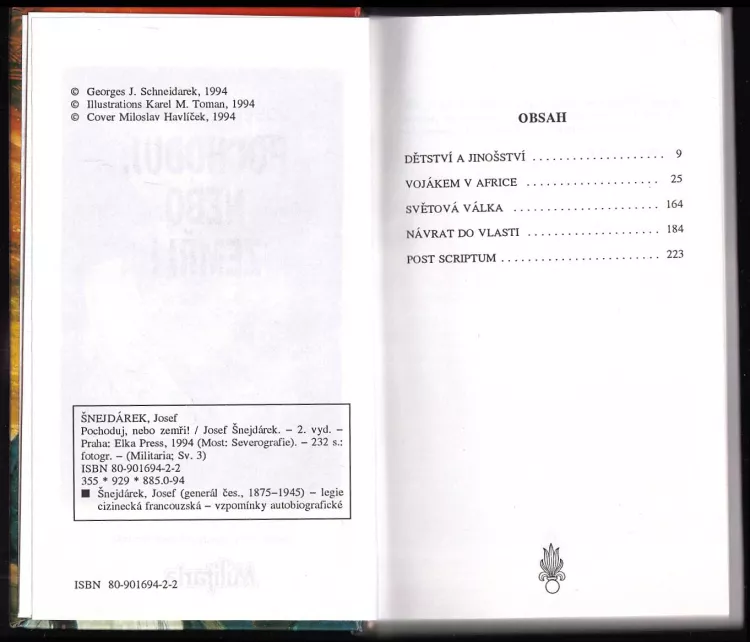 © Georges J. Schneidarek, 1994
© Illustrations Karel M. Toman, 1994
© Cover Miloslav Havlíček, 1994
ŠNEJDÁREK, Josef
Pochoduj, nebo zemři! / Josef Šnejdárek. – 2. vyd. –
Praha: Elka Press, 1994 (Most: Severografie). – 232 s.:
fotogr. – (Militaria; Sv. 3)
ISBN 80-901694-2-2
355 * 929 * 885.0-94
■ Šnejdárek, Josef (generál čes., 1875–1945) – legie
cizinecká francouzská – vzpomínky autobiografické
ISBN 80-901694-2-2
OBSAH
DĚTSTVÍ A JINOŠSTVÍ . . . . . . . . . . . . . . . . . . . . 9
VOJÁKEM V AFRICE . . . . . . . . . . . . . . . . . . . . 25
SVĚTOVÁ VÁLKA . . . . . . . . . . . . . . . . . . . . . . 164
NÁVRAT DO VLASTI . . . . . . . . . . . . . . . . . . . . 184
POST SCRIPTUM . . . . . . . . . . . . . . . . . . . . . . . . 223